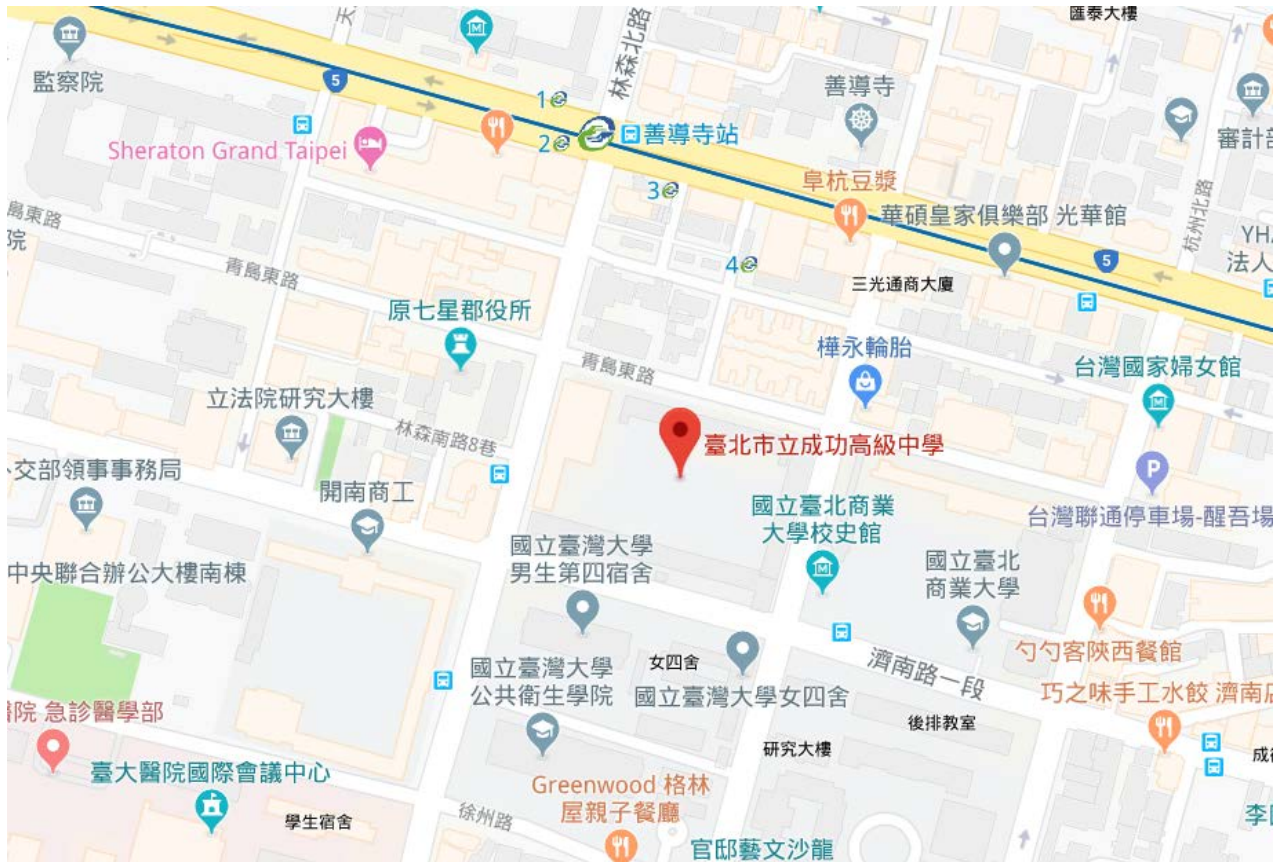 匯泰大樓
天
林森北路
監察院
5
善導寺
審計部
1
2
善導寺站
Sheraton Grand Taipei
3
阜杭豆漿
杭州北路
華碩皇家俱樂部 光華館
島東路
院
YH
法人
青島東路
4
5
三光通商大廈
原七星郡役所
樺永輪胎
青島東路
台灣國家婦女館
立法院研究大樓
林森南路8巷
臺北市立成功高級中學
交部領事事務局
P
開南商工
國立臺北商業
大學校史館
台灣聯通停車場-醒吾場
國立臺灣大學
男生第四宿舍
國立臺北
商業大學
中央聯合辦公大樓南棟
國立臺灣大學
公共衛生學院
女四舍
國立臺灣大學女四舍
濟南路一段
勺勺客陝西餐館
巧之味手工水餃 濟南店
醫院 急診醫學部
後排教室
研究大樓
成
臺大醫院國際會議中心
Greenwood 格林
屋親子餐廳
徐州路
學生宿舍
李
官邸藝文沙龍